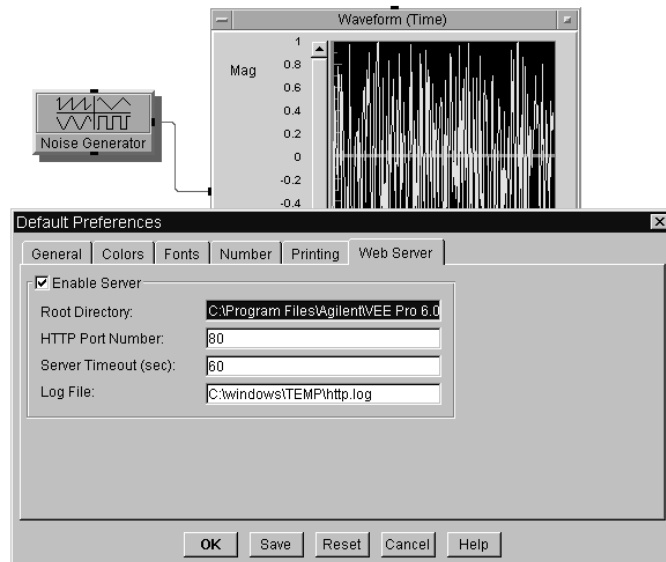 Waveform (Time)
Mag
1
0.8
0.6
0.4
0.2
0
-0.2
-0.4
Noise Generator
Default Preferences
General Colors Fonts Number Printing Web Server
Enable Server
Root Directory: C:\Program Files\Agilent\VEE Pro 6.0
HTTP Port Number: 80
Server Timeout (sec): 60
Log File: C:\windows\TEMP\http.log
OK Save Reset Cancel Help